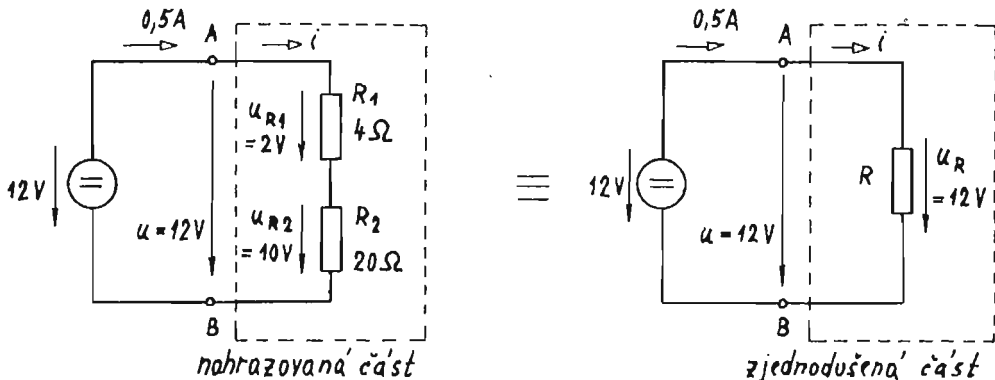 0,5A
A
i
12V
u=12V
uR1
=2V
R1
4Ω
uR2
=10V
R2
20Ω
B
nahrazovaná část
≡
0,5A
A
i
12V
u=12V
R
uR
=12V
B
zjednodušená část